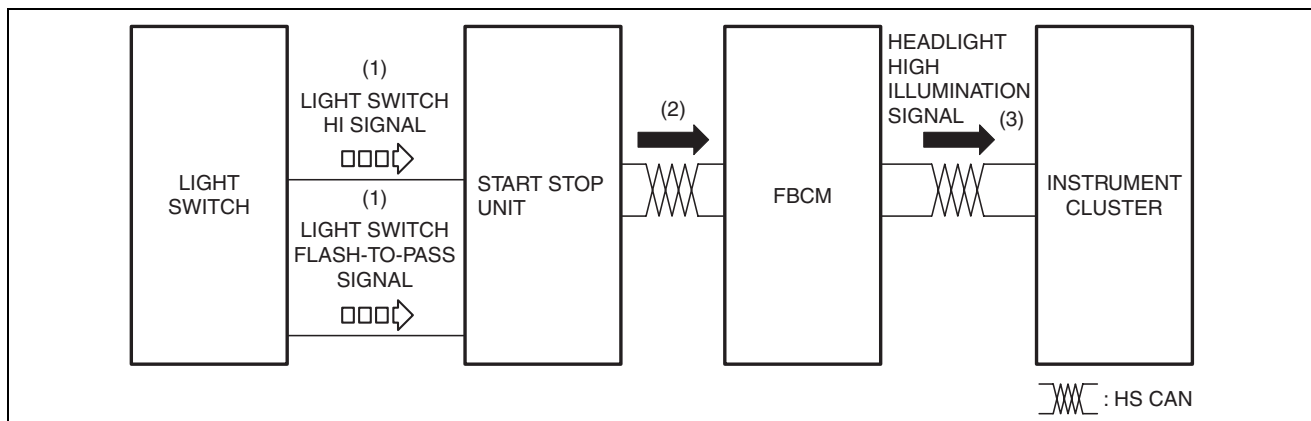 (1)
LIGHT SWITCH
HI SIGNAL
(1)
LIGHT SWITCH
FLASH-TO-PASS
SIGNAL
LIGHT
SWITCH
START STOP
UNIT
(2)
FBCM
HEADLIGHT
HIGH
ILLUMINATION
SIGNAL
(3)
INSTRUMENT
CLUSTER
: HS CAN